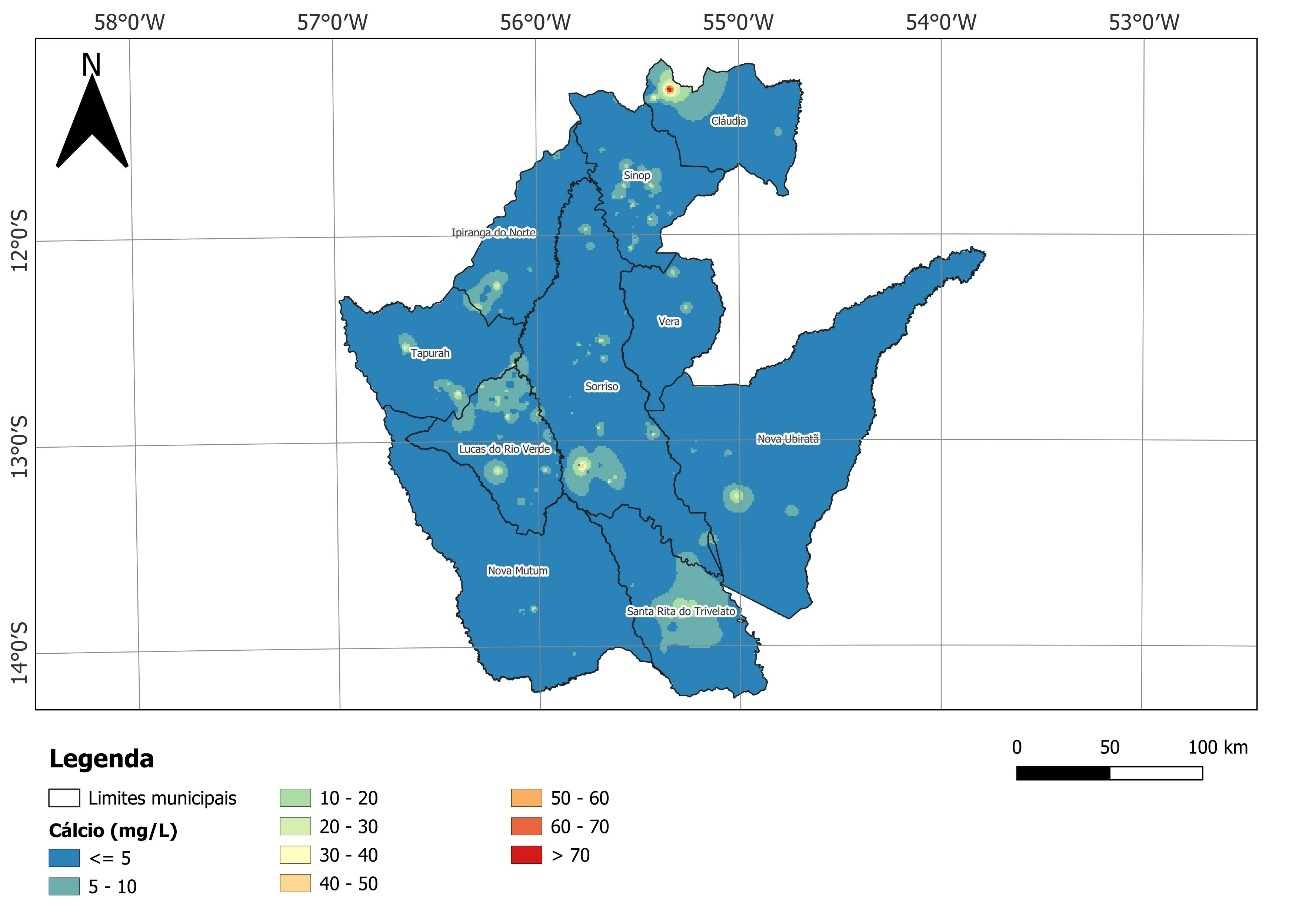 58°0'W 57°0'W 56°0'W 55°0'W 54°0'W 53°0'W
N
Cláudia
Sinop
12°0'S
Ipiranga do Norte
Vera
Tapurah
Sorriso
13°0'S
Nova Ubiratã
Lucas do Rio Verde
Nova Mutum
Santa Rita do Trivelato
14°0'S
Legenda
0 50 100 km
Limites municipais
Cálcio (mg/L)
<= 5
5 - 10
10 - 20
20 - 30
30 - 40
40 - 50
50 - 60
60 - 70
> 70